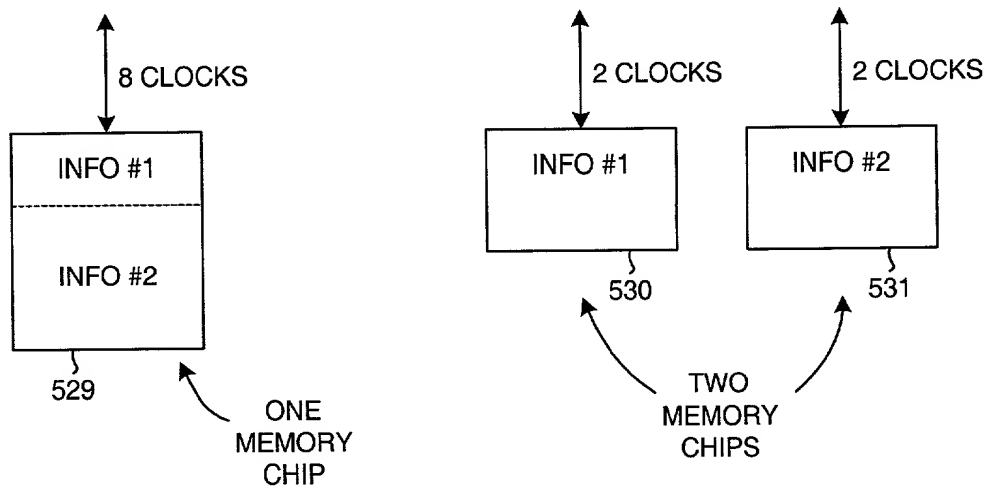 8 CLOCKS
INFO #1
INFO #2
529
ONE
MEMORY
CHIP
2 CLOCKS
2 CLOCKS
INFO #1
INFO #2
530
531
TWO
MEMORY
CHIPS